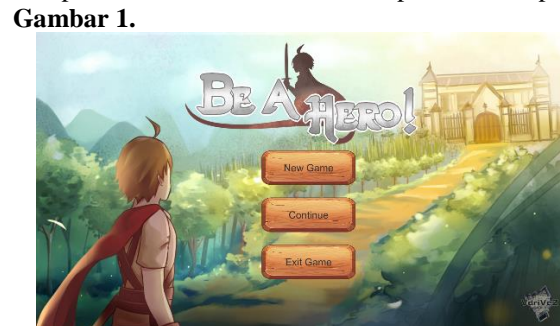 Gambar 1.
BE A
HERO!
New Game
Continue
Exit Game